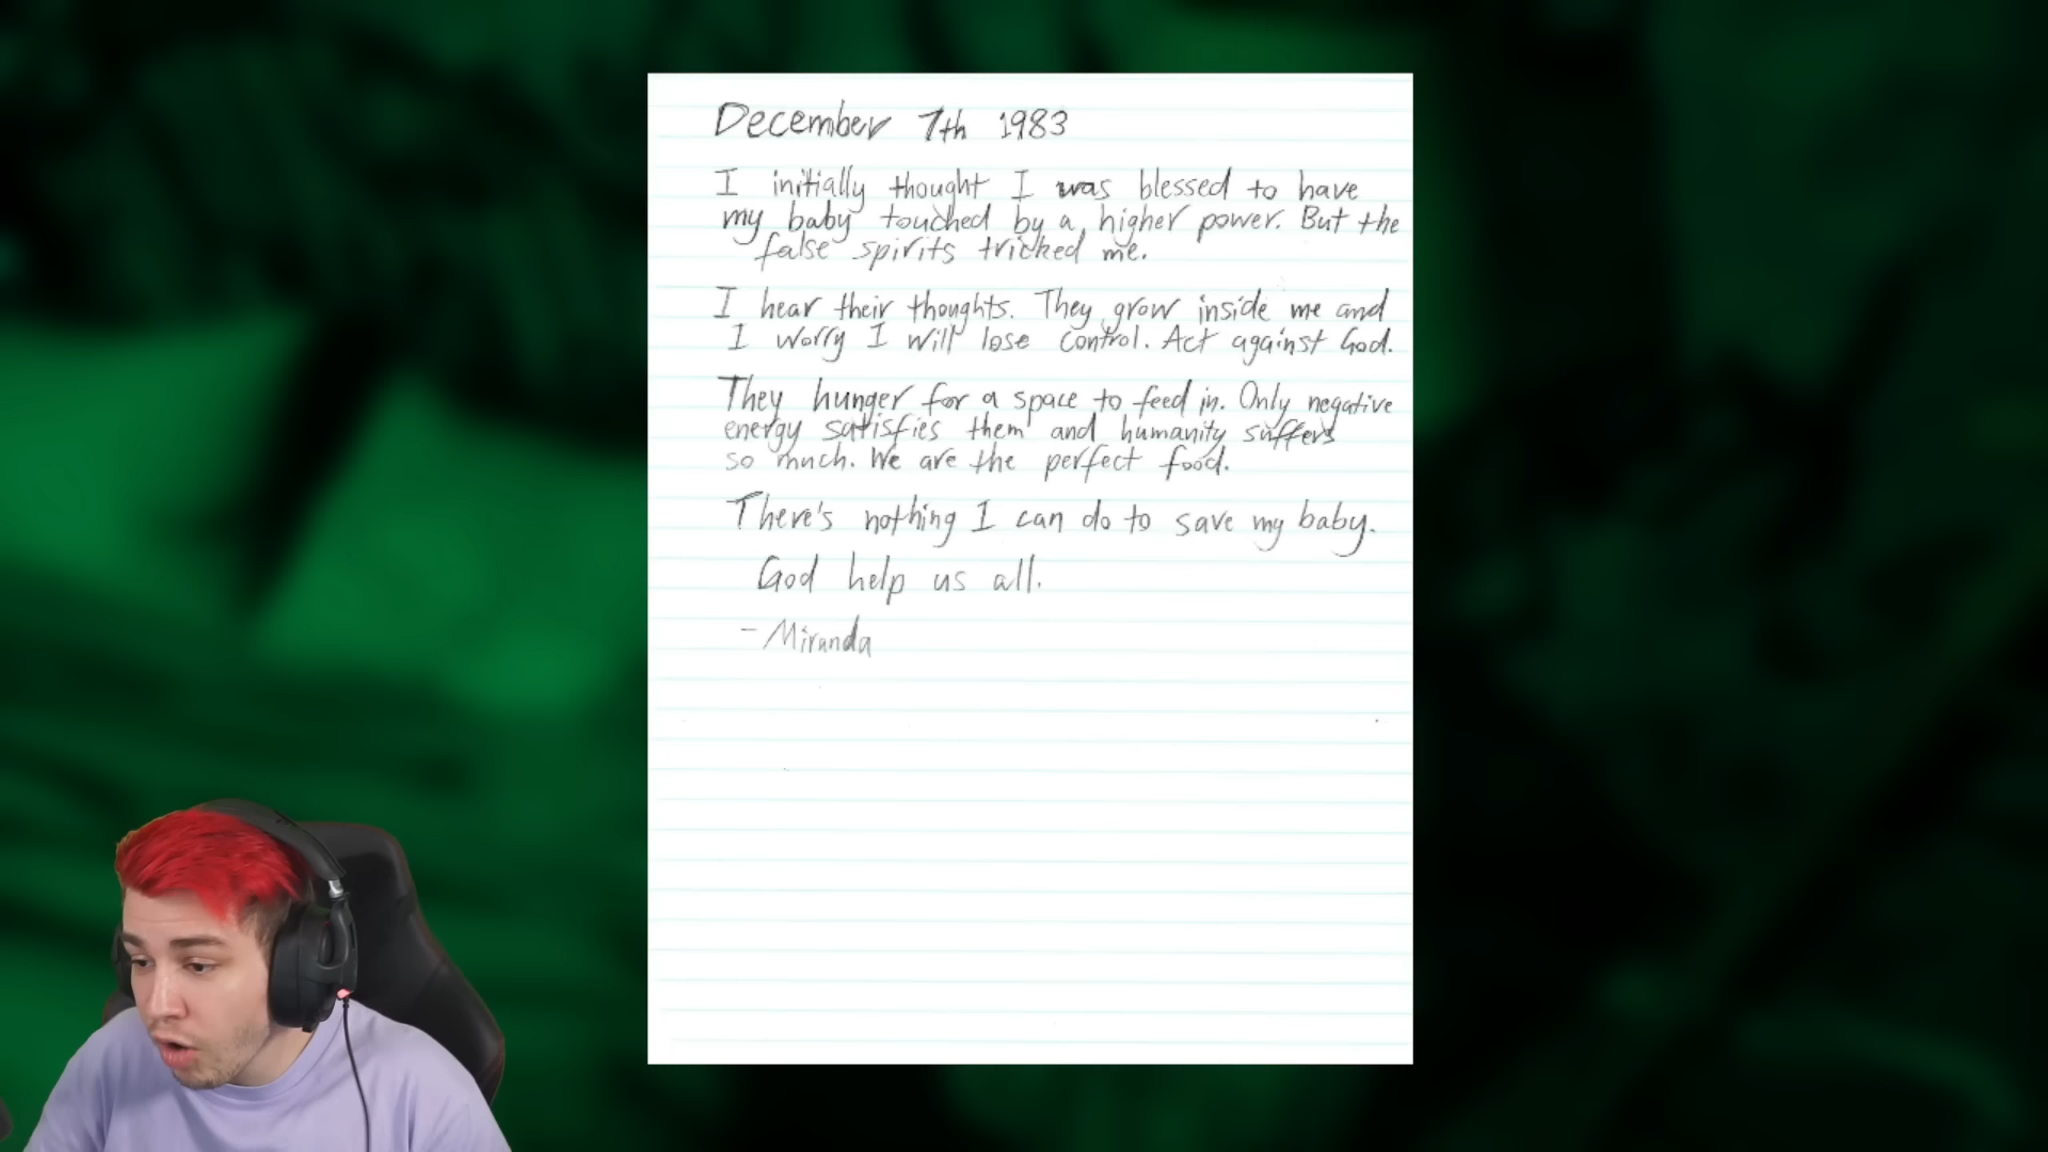 December 7th 1983
I initially thought I was blessed to have
my baby touched by a higher power. But the
false spirits tricked me.
I hear their thoughts. They grow inside me and
I worry I will lose control. Act against God.
They hunger for a space to feed in. Only negative
energy satisfies them and humanity suffers
so much. We are the perfect food.
There's nothing I can do to save my baby.
God help us all.
- Miranda